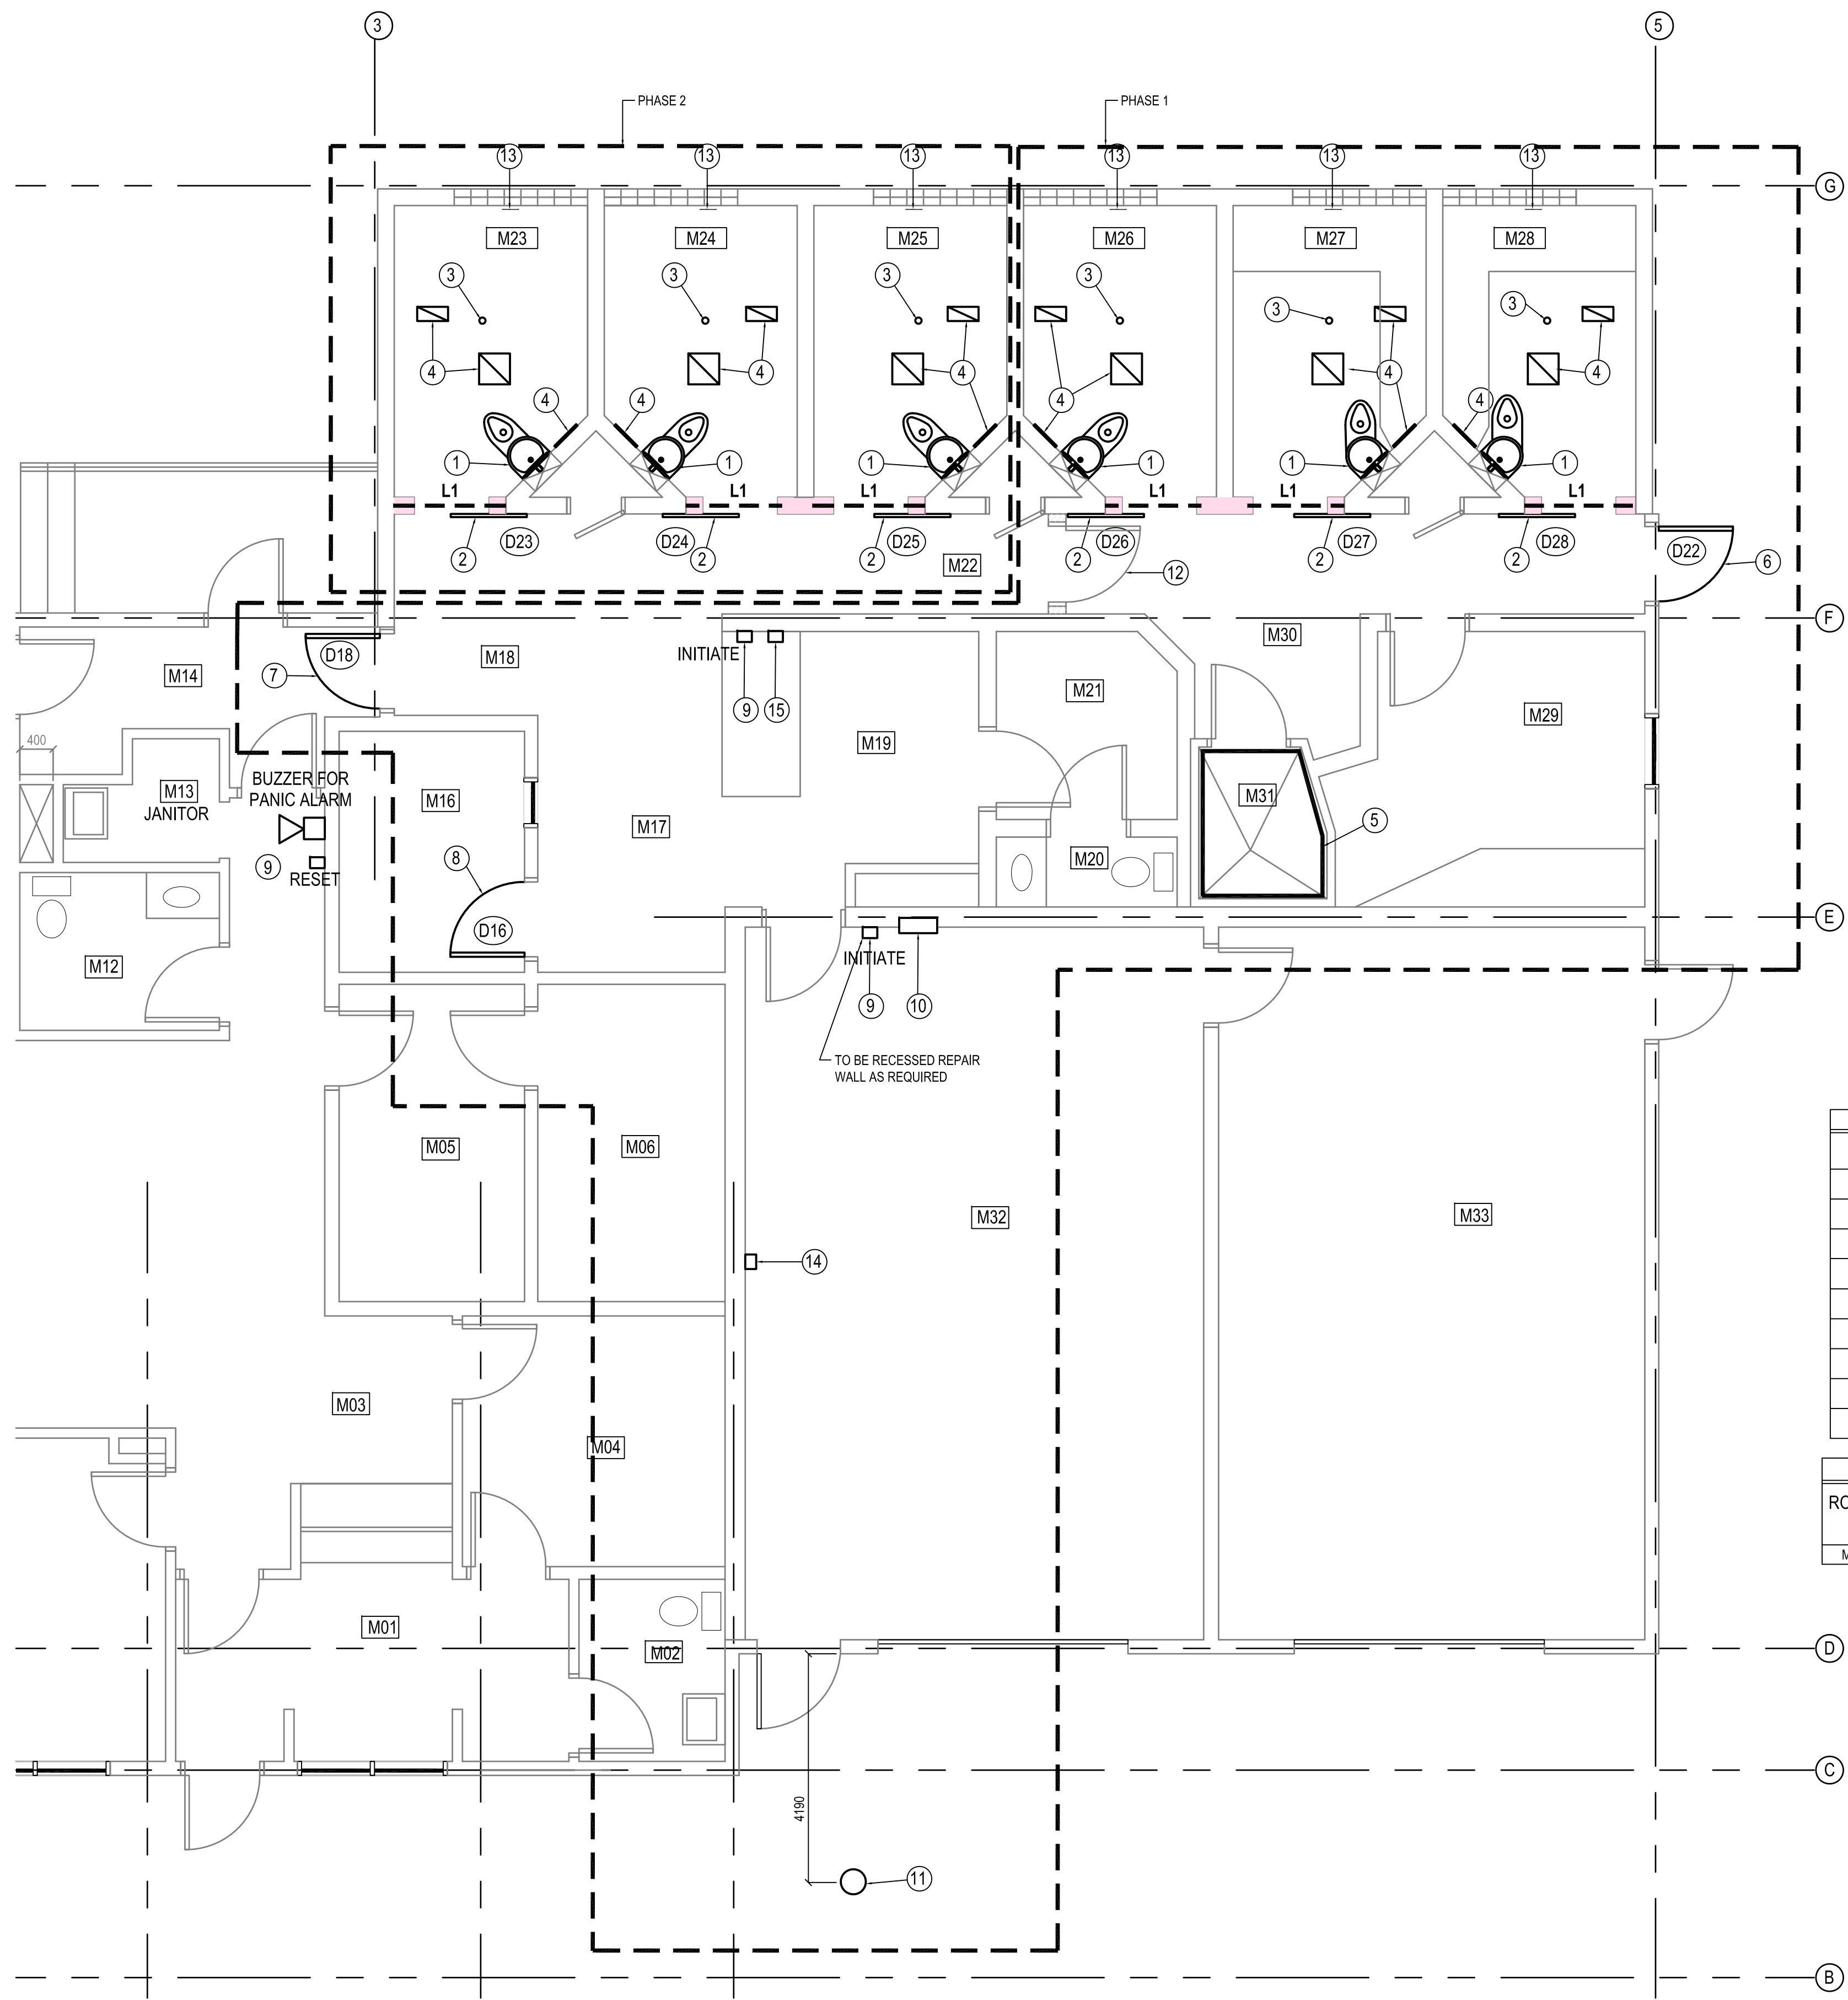 3
5
PHASE 2
PHASE 1
13
13
13
13
13
13
G
M23
M24
M25
M26
M27
M28
3
3
3
3
3
3
4
4
4
4
4
4
4
4
4
4
1
1
1
1
1
1
L1
L1
L1
L1
L1
L1
D23
D24
D25
D26
D27
D28
D22
2
2
2
2
2
2
6
M22
12
F
M30
D18
M18
INITIATE
M14
7
9
15
M21
M29
400
M19
BUZZER FOR
PANIC ALARM
M13
JANITOR
M16
M31
M17
5
8
M20
9
RESET
D16
E
M12
INITIATE
9
10
TO BE RECESSED REPAIR
WALL AS REQUIRED
M05
M06
M32
M33
14
M03
M04
RO
M
M01
M02
D
C
4190
11
B